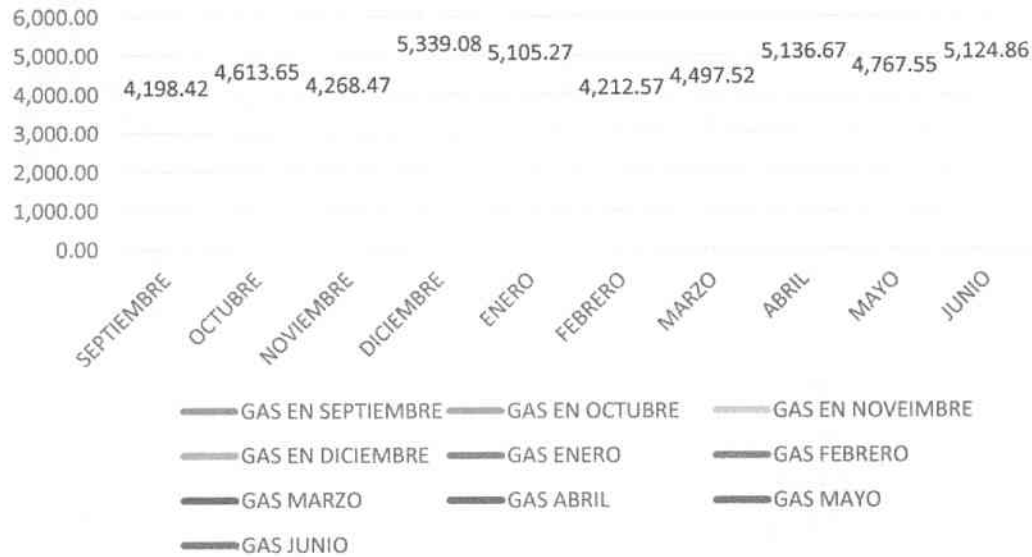 6,000.00
5,000.00
4,000.00
3,000.00
2,000.00
1,000.00
0.00
4,198.42
4,613.65
4,268.47
5,339.08
5,105.27
4,212.57
4,497.52
5,136.67
4,767.55
5,124.86
SEPTIEMBRE
OCTUBRE
NOVIEMBRE
DICIEMBRE
ENERO
FEBRERO
MARZO
ABRIL
MAYO
JUNIO
GAS EN SEPTIEMBRE GAS EN OCTUBRE GAS EN NOVEIMBRE
GAS EN DICIEMBRE GAS ENERO GAS FEBRERO
GAS MARZO GAS ABRIL GAS MAYO
GAS JUNIO